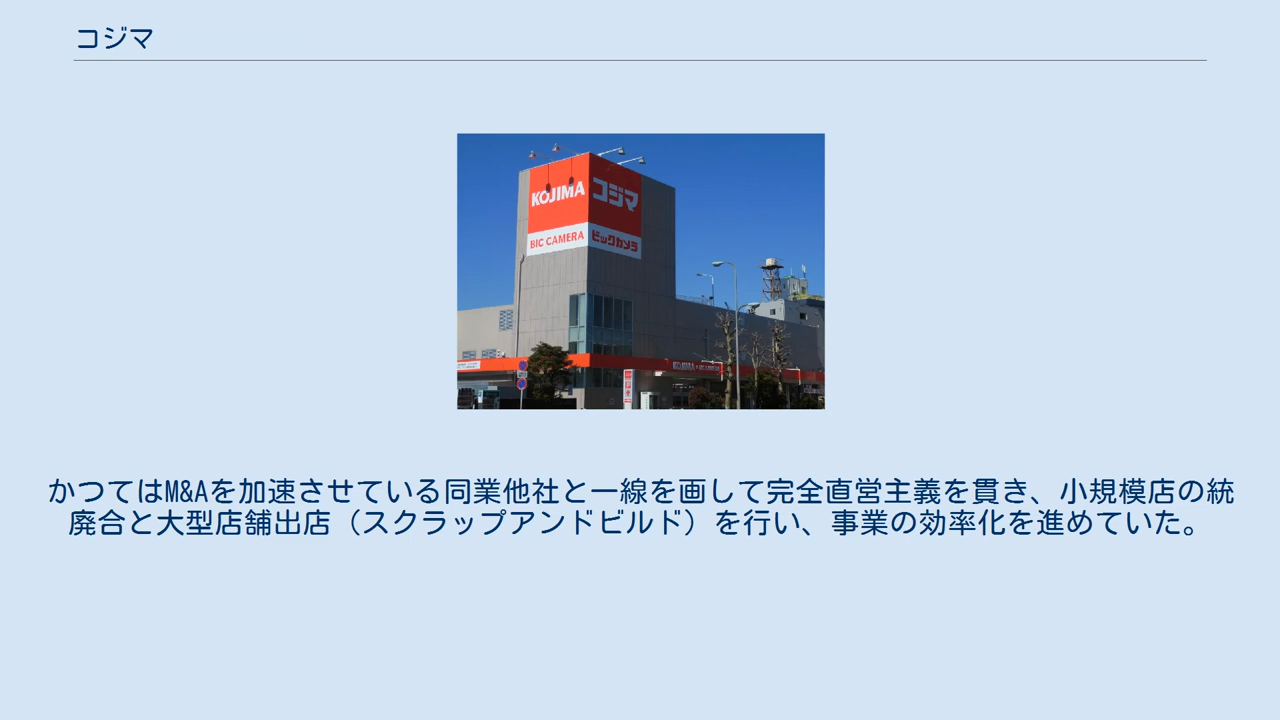 コジマ
KOJIMA
コジマ
BIC CAMERA
ビックカメラ
かつてはM&Aを加速させている同業他社と一線を画して完全直営主義を貫き、小規模店の統
廃合と大型店舗出店（スクラップアンドビルド）を行い、事業の効率化を進めていた。